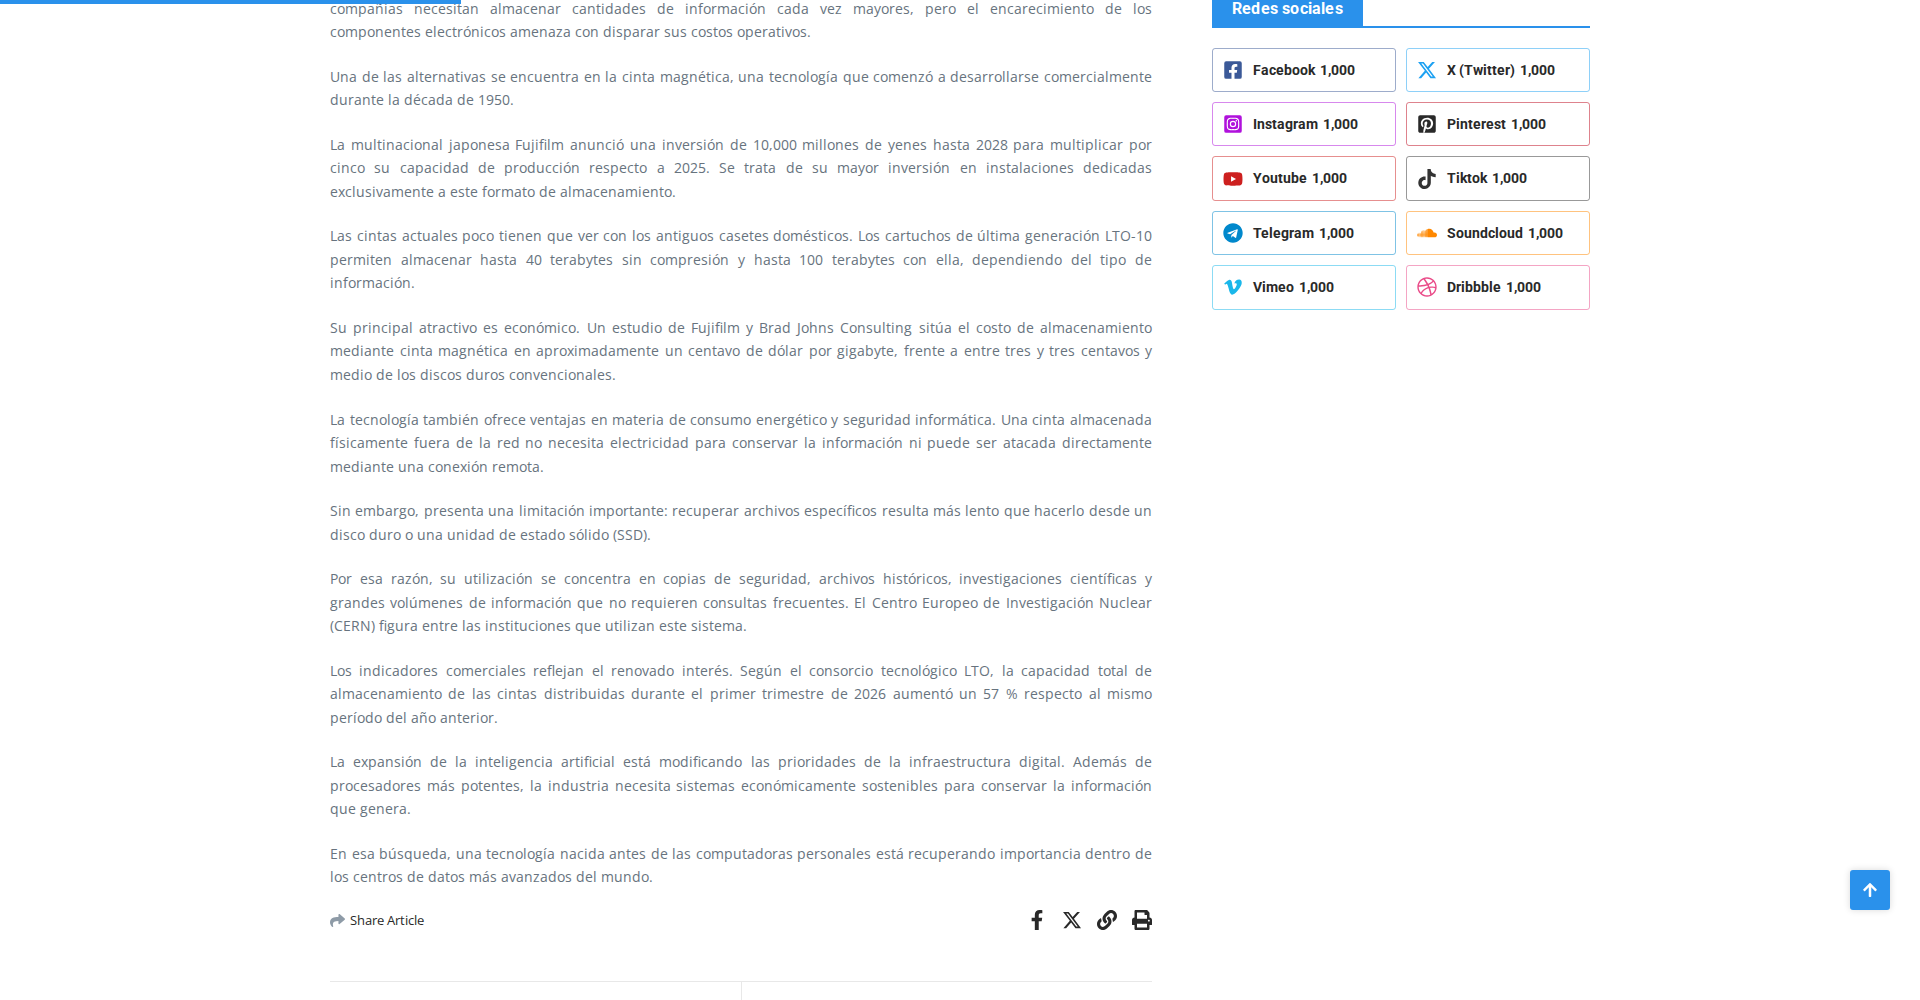 compañías necesitan almacenar cantidades de información cada vez mayores, pero el encarecimiento de los
componentes electrónicos amenaza con disparar sus costos operativos.
Una de las alternativas se encuentra en la cinta magnética, una tecnología que comenzó a desarrollarse comercialmente
durante la década de 1950.
La multinacional japonesa Fujifilm anunció una inversión de 10,000 millones de yenes hasta 2028 para multiplicar por
cinco su capacidad de producción respecto a 2025. Se trata de su mayor inversión en instalaciones dedicadas
exclusivamente a este formato de almacenamiento.
Las cintas actuales poco tienen que ver con los antiguos casetes domésticos. Los cartuchos de última generación LTO-10
permiten almacenar hasta 40 terabytes sin compresión y hasta 100 terabytes con ella, dependiendo del tipo de
información.
Su principal atractivo es económico. Un estudio de Fujifilm y Brad Johns Consulting sitúa el costo de almacenamiento
mediante cinta magnética en aproximadamente un centavo de dólar por gigabyte, frente a entre tres y tres centavos y
medio de los discos duros convencionales.
La tecnología también ofrece ventajas en materia de consumo energético y seguridad informática. Una cinta almacenada
físicamente fuera de la red no necesita electricidad para conservar la información ni puede ser atacada directamente
mediante una conexión remota.
Sin embargo, presenta una limitación importante: recuperar archivos específicos resulta más lento que hacerlo desde un
disco duro o una unidad de estado sólido (SSD).
Por esa razón, su utilización se concentra en copias de seguridad, archivos históricos, investigaciones científicas y
grandes volúmenes de información que no requieren consultas frecuentes. El Centro Europeo de Investigación Nuclear
(CERN) figura entre las instituciones que utilizan este sistema.
Los indicadores comerciales reflejan el renovado interés. Según el consorcio tecnológico LTO, la capacidad total de
almacenamiento de las cintas distribuidas durante el primer trimestre de 2026 aumentó un 57 % respecto al mismo
período del año anterior.
La expansión de la inteligencia artificial está modificando las prioridades de la infraestructura digital. Además de
procesadores más potentes, la industria necesita sistemas económicamente sostenibles para conservar la información
que genera.
En esa búsqueda, una tecnología nacida antes de las computadoras personales está recuperando importancia dentro de
los centros de datos más avanzados del mundo.
Share Article
Redes sociales
Facebook 1,000
X (Twitter) 1,000
Instagram 1,000
Pinterest 1,000
Youtube 1,000
Tiktok 1,000
Telegram 1,000
Soundcloud 1,000
Vimeo 1,000
Dribbble 1,000